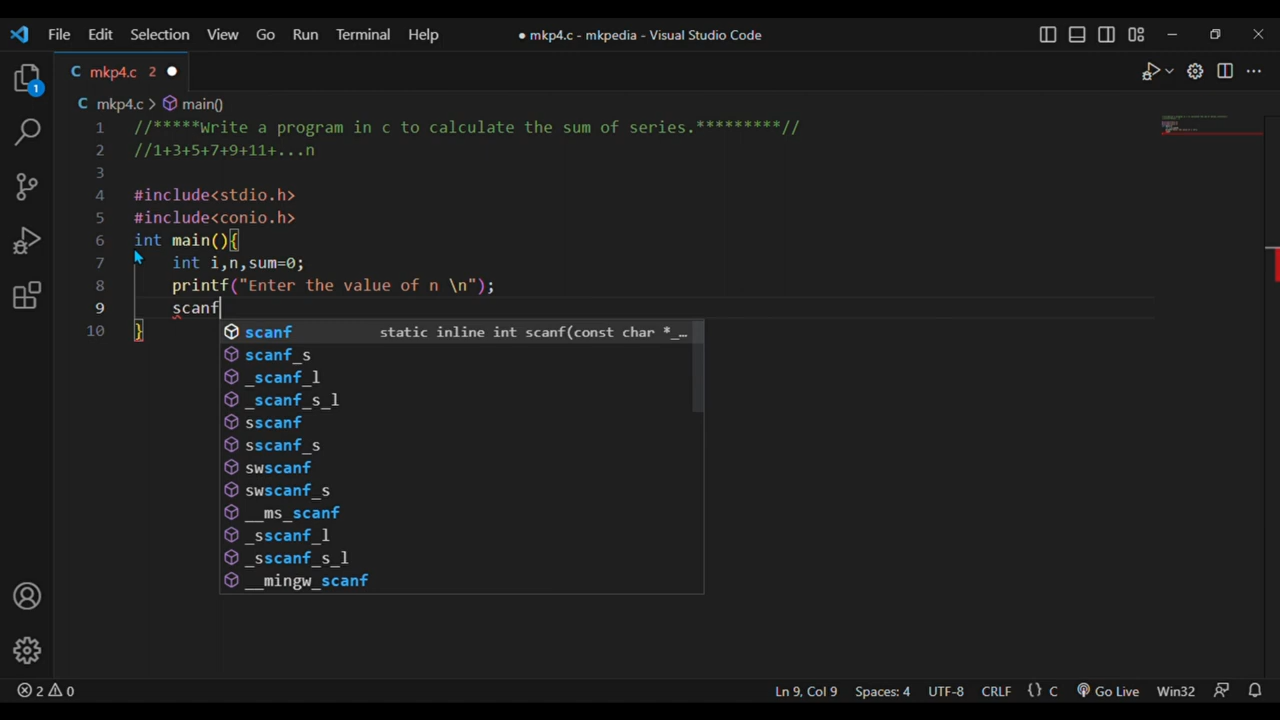 File Edit Selection View Go Run Terminal Help ● mkp4.c - mkpedia - Visual Studio Code
C mkp4.c 2 ●
C mkp4.c > main()
1 //*****Write a program in c to calculate the sum of series.*********//
2 //1+3+5+7+9+11+...n
3
4 #include<stdio.h>
5 #include<conio.h>
6 int main(){
7 int i,n,sum=0;
8 printf("Enter the value of n \n");
9 scanf
10 }
scanf static inline int scanf(const char *_…
scanf_s
_scanf_l
_scanf_s_l
sscanf
sscanf_s
swscanf
swscanf_s
__ms_scanf
_sscanf_l
_sscanf_s_l
__mingw_scanf
1
2 0 Ln 9, Col 9 Spaces: 4 UTF-8 CRLF {} C Go Live Win32